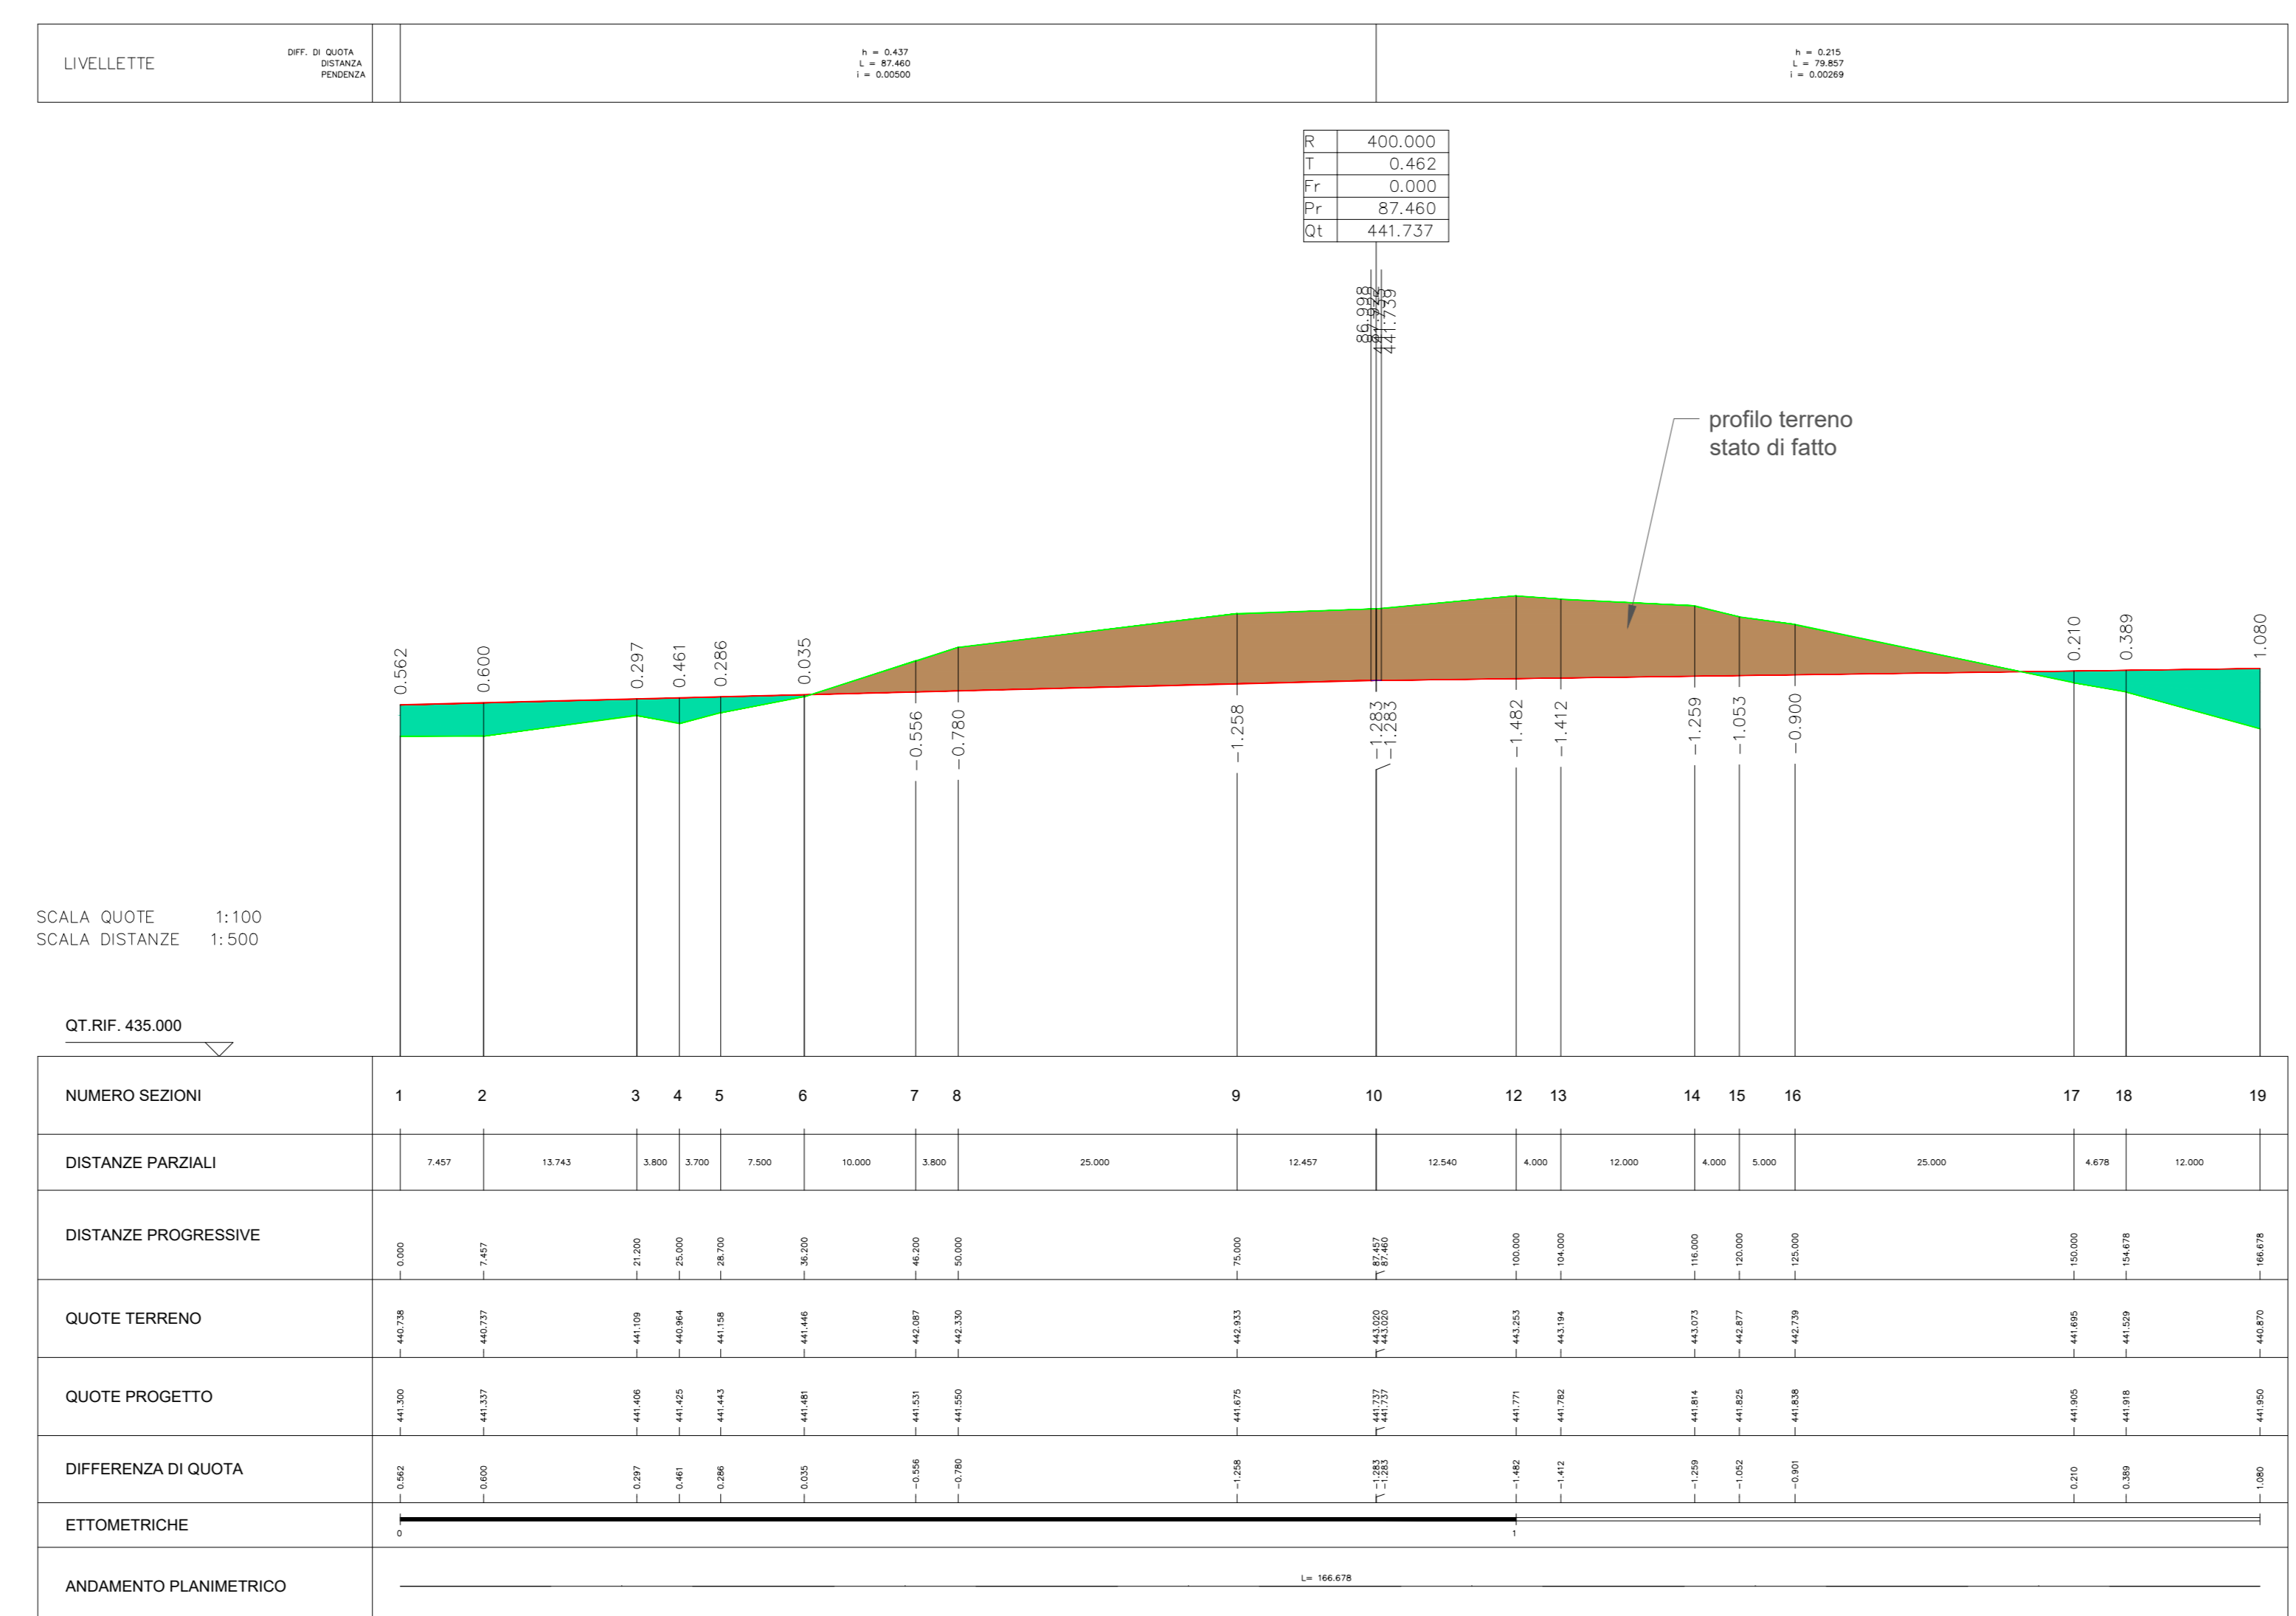 LIVELLETTE
DIFF. DI QUOTA
DISTANZA
PENDENZA
h = 0.437
L = 87.460
i = 0.00500
h = 0.215
L = 79.857
i = 0.00269
R 400.000
T 0.462
Fr 0.000
Pr 87.460
Qt 441.737
86.998
441.739
profilo terreno
stato di fatto
0.562 0.600 0.297 0.461 0.286 0.035 0.210 0.389 1.080
-0.556 -0.780 -1.258 -1.283 -1.283 -1.482 -1.412 -1.259 -1.053 -0.900
SCALA QUOTE 1:100
SCALA DISTANZE 1:500
QT.RIF. 435.000
NUMERO SEZIONI 1 2 3 4 5 6 7 8 9 10 12 13 14 15 16 17 18 19
DISTANZE PARZIALI 7.457 13.743 3.800 3.700 7.500 10.000 3.800 25.000 12.457 12.540 4.000 12.000 4.000 5.000 25.000 4.678 12.000
DISTANZE PROGRESSIVE 0.000 7.457 21.200 25.000 28.700 36.200 46.200 50.000 75.000 87.457 87.460 100.000 104.000 116.000 120.000 125.000 150.000 154.678 166.678
QUOTE TERRENO 440.738 440.737 441.109 440.964 441.158 441.446 442.087 442.330 442.933 443.020 443.020 443.253 443.194 443.073 442.877 442.739 441.695 441.529 440.870
QUOTE PROGETTO 441.300 441.337 441.406 441.425 441.443 441.481 441.531 441.550 441.675 441.737 441.737 441.771 441.782 441.814 441.825 441.838 441.905 441.918 441.950
DIFFERENZA DI QUOTA 0.562 0.600 0.297 0.461 0.286 0.035 -0.556 -0.780 -1.258 -1.283 -1.283 -1.482 -1.412 -1.259 -1.052 -0.901 0.210 0.389 1.080
ETTOMETRICHE 0 1
ANDAMENTO PLANIMETRICO L= 166.678